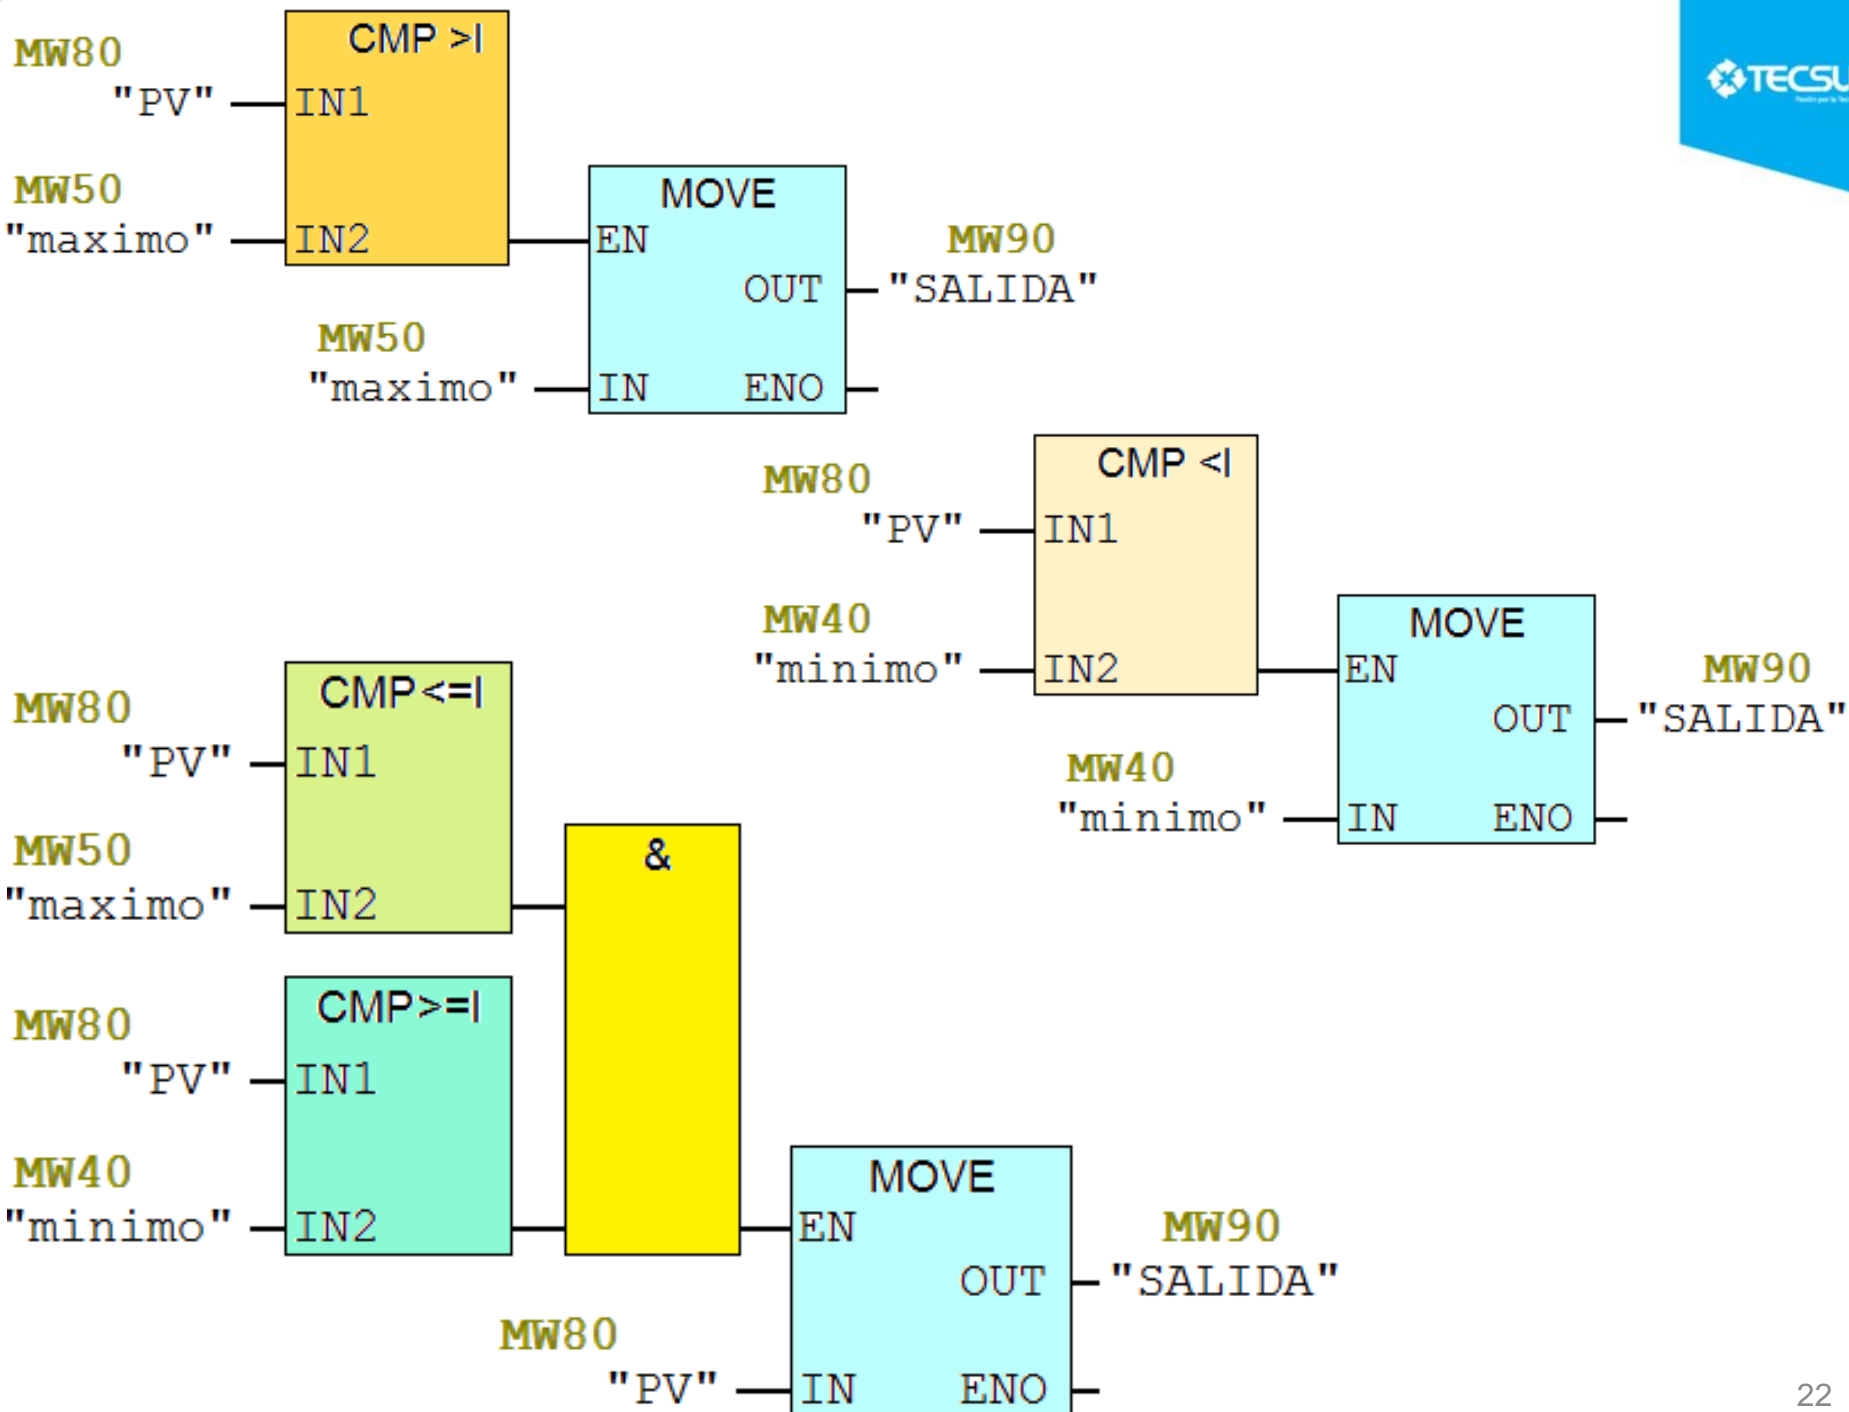 CMP >I
MW80
"PV" IN1
MW50
"maximo" IN2
MOVE
EN
MW90
OUT "SALIDA"
MW50
"maximo" IN ENO
TECSU
CMP <I
MW80
"PV" IN1
MW40
"minimo" IN2
MOVE
EN
MW90
OUT "SALIDA"
MW40
"minimo" IN ENO
CMP<=I
MW80
"PV" IN1
MW50
"maximo" IN2
&
CMP>=I
MW80
"PV" IN1
MW40
"minimo" IN2
MOVE
EN
MW90
OUT "SALIDA"
MW80
"PV" IN ENO
22